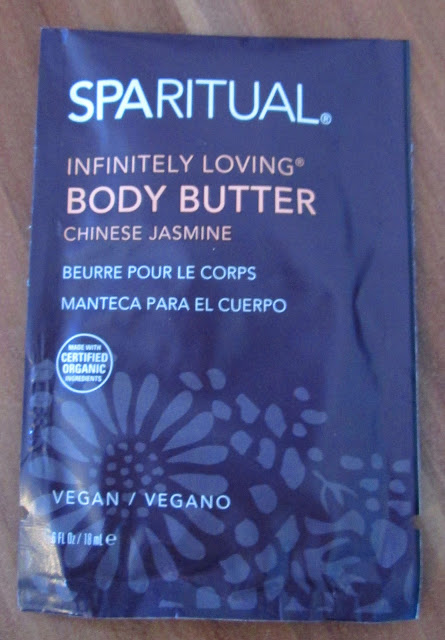 SPARITUAL®
INFINITELY LOVING®
BODY BUTTER
CHINESE JASMINE
BEURRE POUR LE CORPS
MANTECA PARA EL CUERPO
MADE WITH
CERTIFIED
ORGANIC
INGREDIENTS
VEGAN / VEGANO
6 Fl Oz / 18 mL e